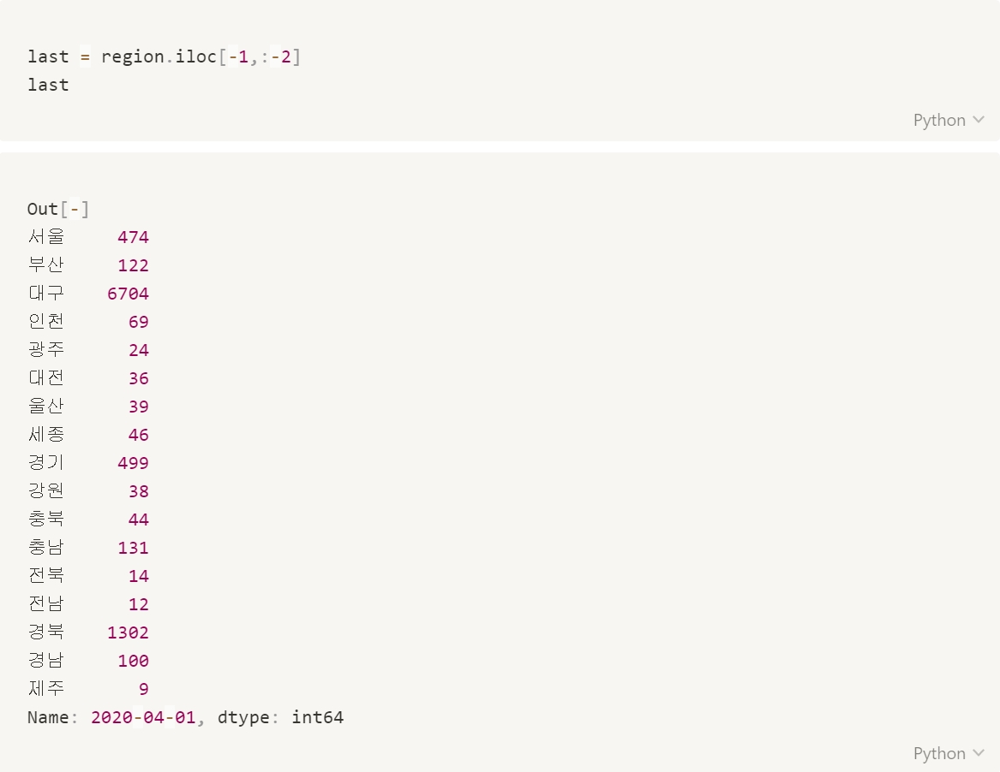 last = region.iloc[-1,:-2]
last
Python
Out[-]
서울 474
부산 122
대구 6704
인천 69
광주 24
대전 36
울산 39
세종 46
경기 499
강원 38
충북 44
충남 131
전북 14
전남 12
경북 1302
경남 100
제주 9
Name: 2020-04-01, dtype: int64
Python